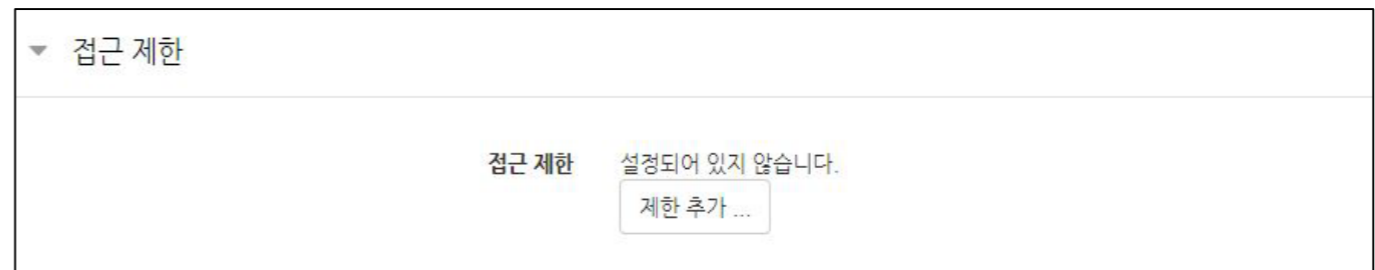 접근 제한
접근 제한 설정되어 있지 않습니다.
제한 추가 ...